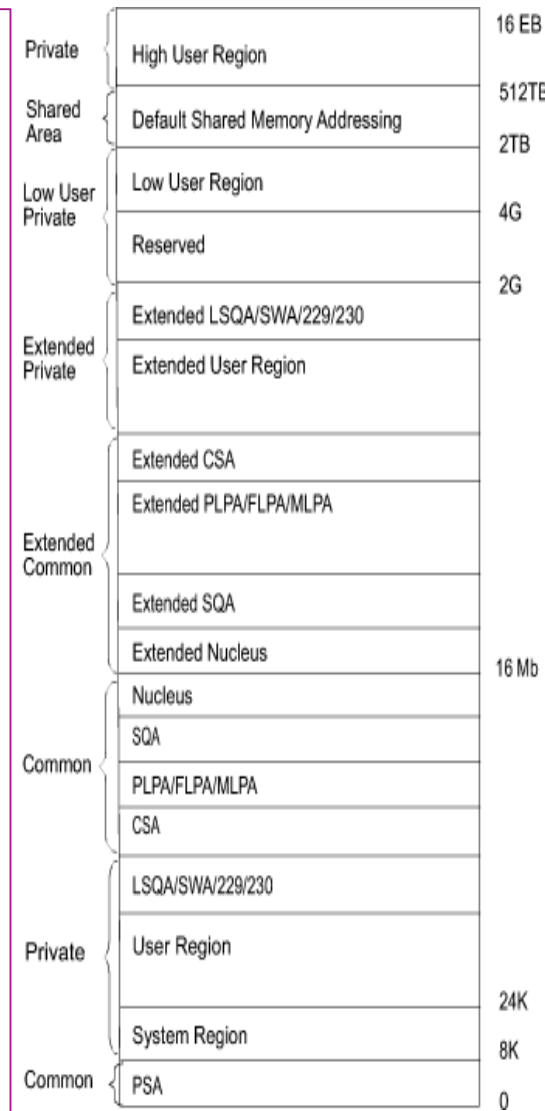 16 EB
Private
High User Region
512TB
Shared
Area
Default Shared Memory Addressing
2TB
Low User
Private
Low User Region
4G
Reserved
2G
Extended LSQA/SWA/229/230
Extended
Private
Extended User Region
Extended CSA
Extended PLPA/FLPA/MLPA
Extended
Common
Extended SQA
Extended Nucleus
16 Mb
Nucleus
SQA
Common
PLPA/FLPA/MLPA
CSA
LSQA/SWA/229/230
Private
User Region
24K
System Region
8K
Common
PSA
0